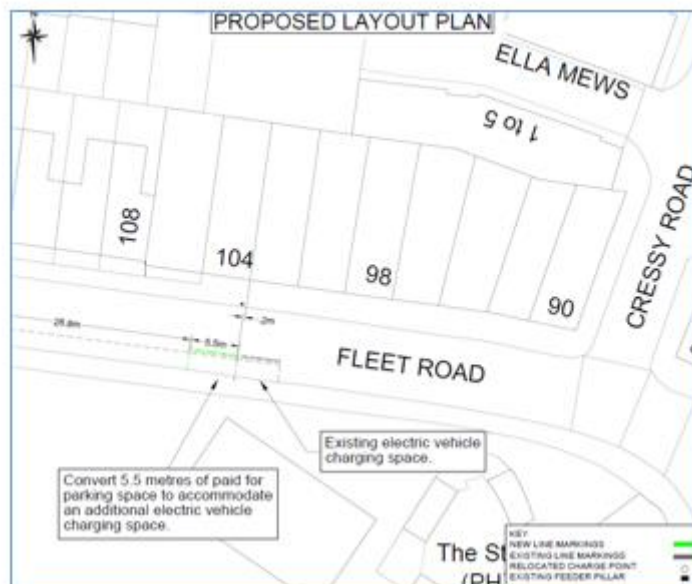 PROPOSED LAYOUT PLAN
ELLA MEWS
1 to 5
CRESSY ROAD
108
104
98
90
.2m
5.5m
FLEET ROAD
Existing electric vehicle
charging space.
Convert 5.5 metres of paid for
parking space to accommodate
an additional electric vehicle
charging space.
The St
(PH
KEY
NEW LINE MARKINGS
EXISTING LINE MARKINGS
RELOCATED CHARGE POINT
EXISTING FEEDER PILLAR